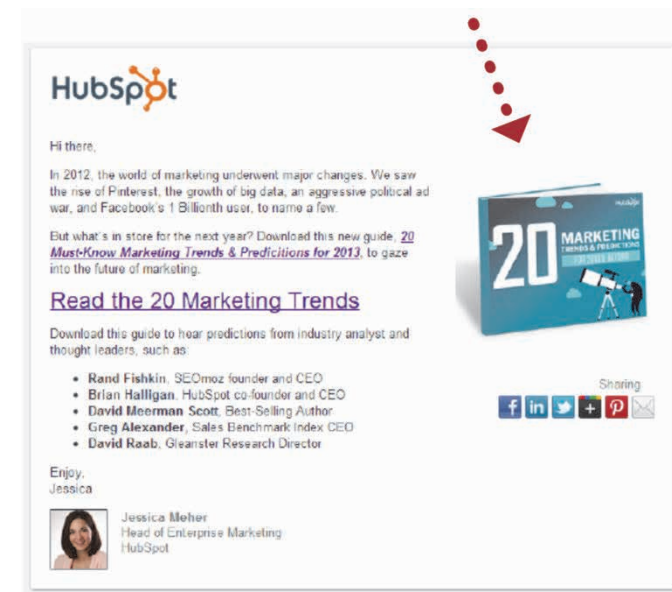 HubSpot
Hi there,
In 2012, the world of marketing underwent major changes. We saw
the rise of Pinterest, the growth of big data, an aggressive political ad
war, and Facebook's 1 Billionth user, to name a few.
But what's in store for the next year? Download this new guide, 20
Must-Know Marketing Trends & Predicitions for 2013, to gaze
into the future of marketing.
Read the 20 Marketing Trends
Download this guide to hear predictions from industry analyst and
thought leaders, such as:
• Rand Fishkin, SEOmoz founder and CEO
• Brian Halligan, HubSpot co-founder and CEO
• David Meerman Scott, Best-Selling Author
• Greg Alexander, Sales Benchmark Index CEO
• David Raab, Gleanster Research Director
Enjoy,
Jessica
Jessica Meher
Head of Enterprise Marketing
HubSpot
HubSpot
20 MARKETING
TRENDS & PREDICTIONS
Sharing
f in + P